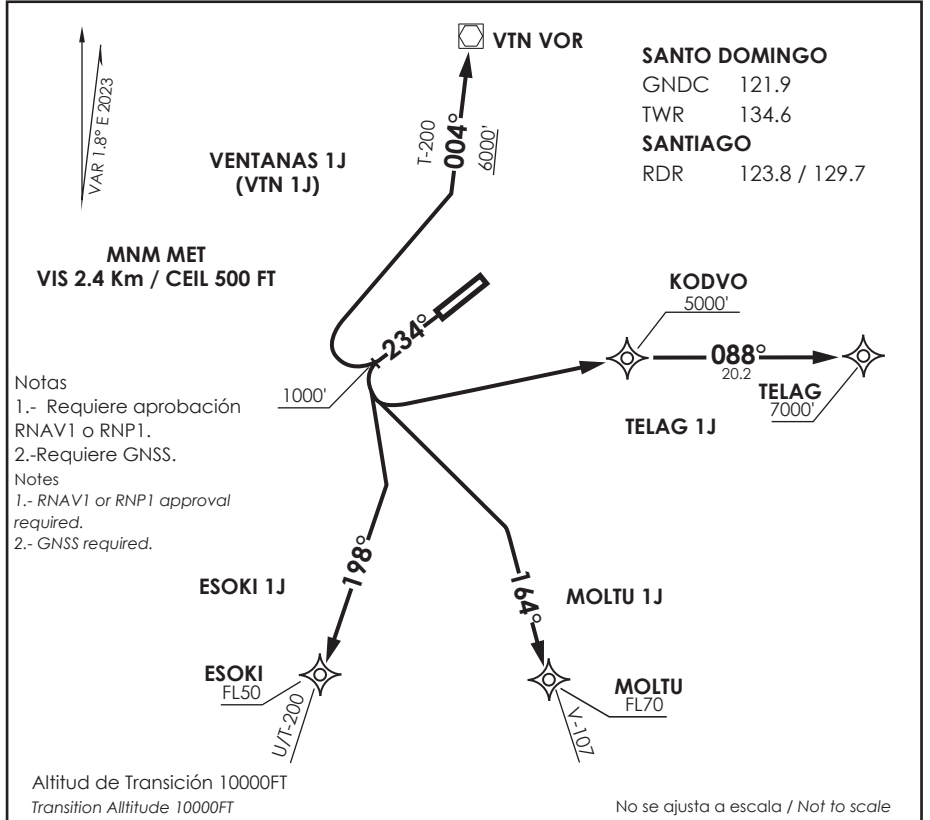 VTN VOR
SANTO DOMINGO
GNDC 121.9
TWR 134.6
SANTIAGO
RDR 123.8 / 129.7
VAR 1.8° E 2023
T-200
004°
6000'
VENTANAS 1J
(VTN 1J)
MNM MET
VIS 2.4 Km / CEIL 500 FT
KODVO
5000'
234°
088°
20.2
TELAG
7000'
1000'
TELAG 1J
Notas
1.- Requiere aprobación
RNAV1 o RNP1.
2.-Requiere GNSS.
Notes
1.- RNAV1 or RNP1 approval
required.
2.- GNSS required.
198°
164°
ESOKI 1J
MOLTU 1J
ESOKI
FL50
U/T-200
MOLTU
FL70
V-107
Altitud de Transición 10000FT
Transition Alltitude 10000FT
No se ajusta a escala / Not to scale